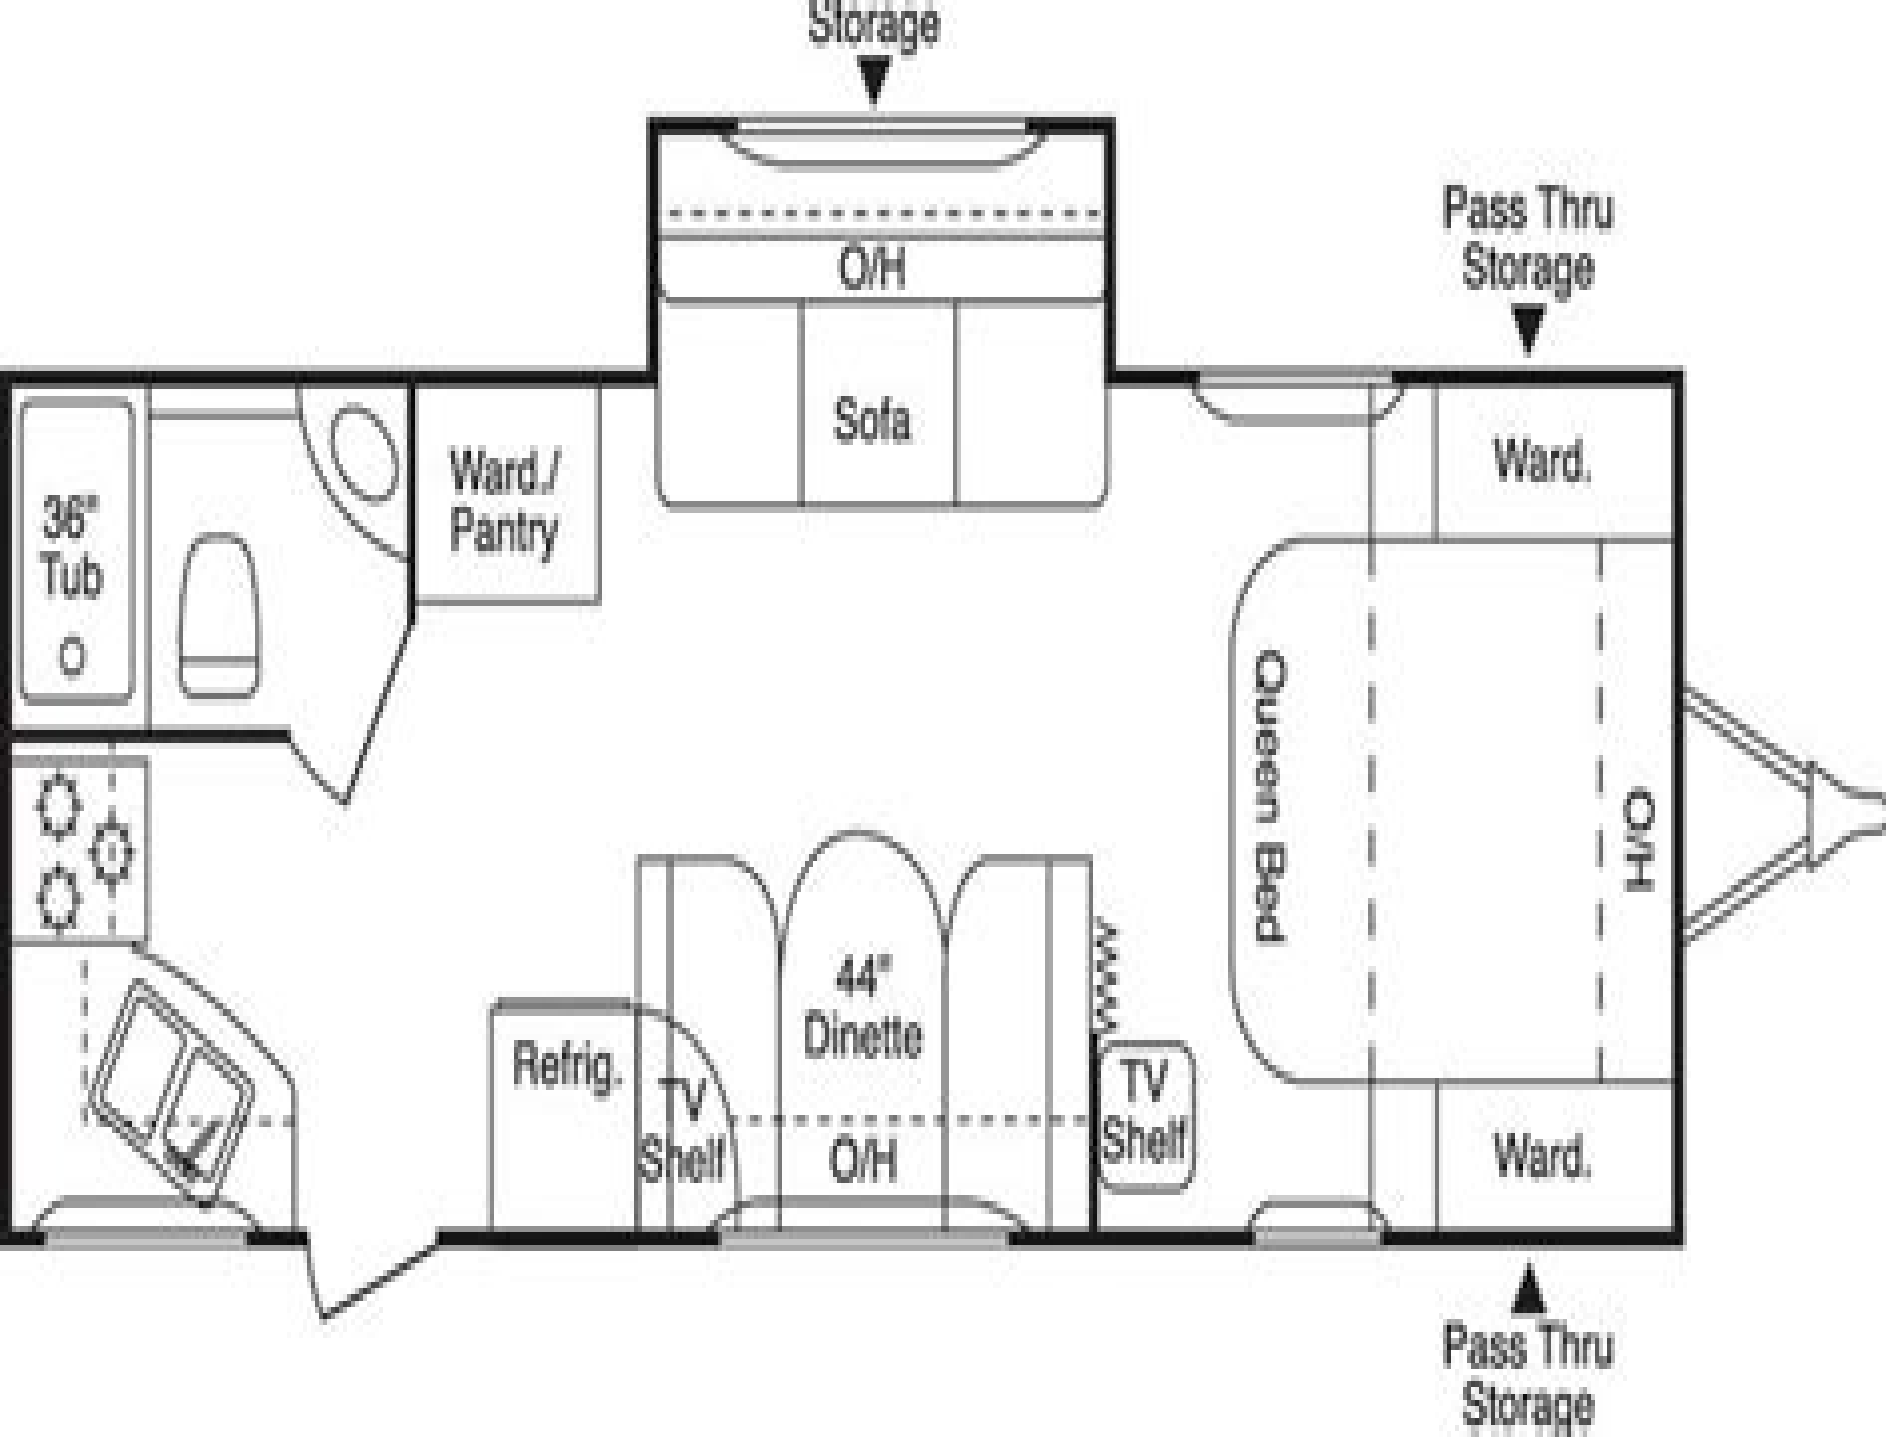 Storage
Pass Thru
Storage
O/H
Sofa
Ward./
Pantry
Ward.
36"
Tub
Queen Bed
O/H
44"
Dinette
Refrig.
TV
Shelf
O/H
TV
Shelf
Ward.
Pass Thru
Storage